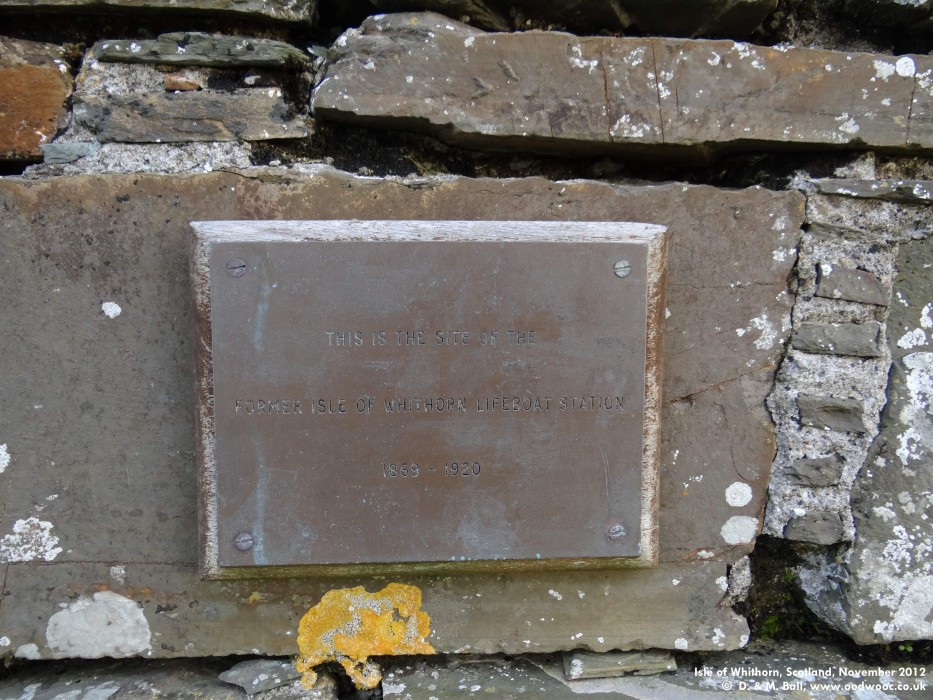 THIS IS THE SITE OF THE
FORMER ISLE OF WHITHORN LIFEBOAT STATION
1869 - 1920
Isle of Whithorn, Scotland, November 2012
© D. & M. Ball, www.oodwooc.co.uk